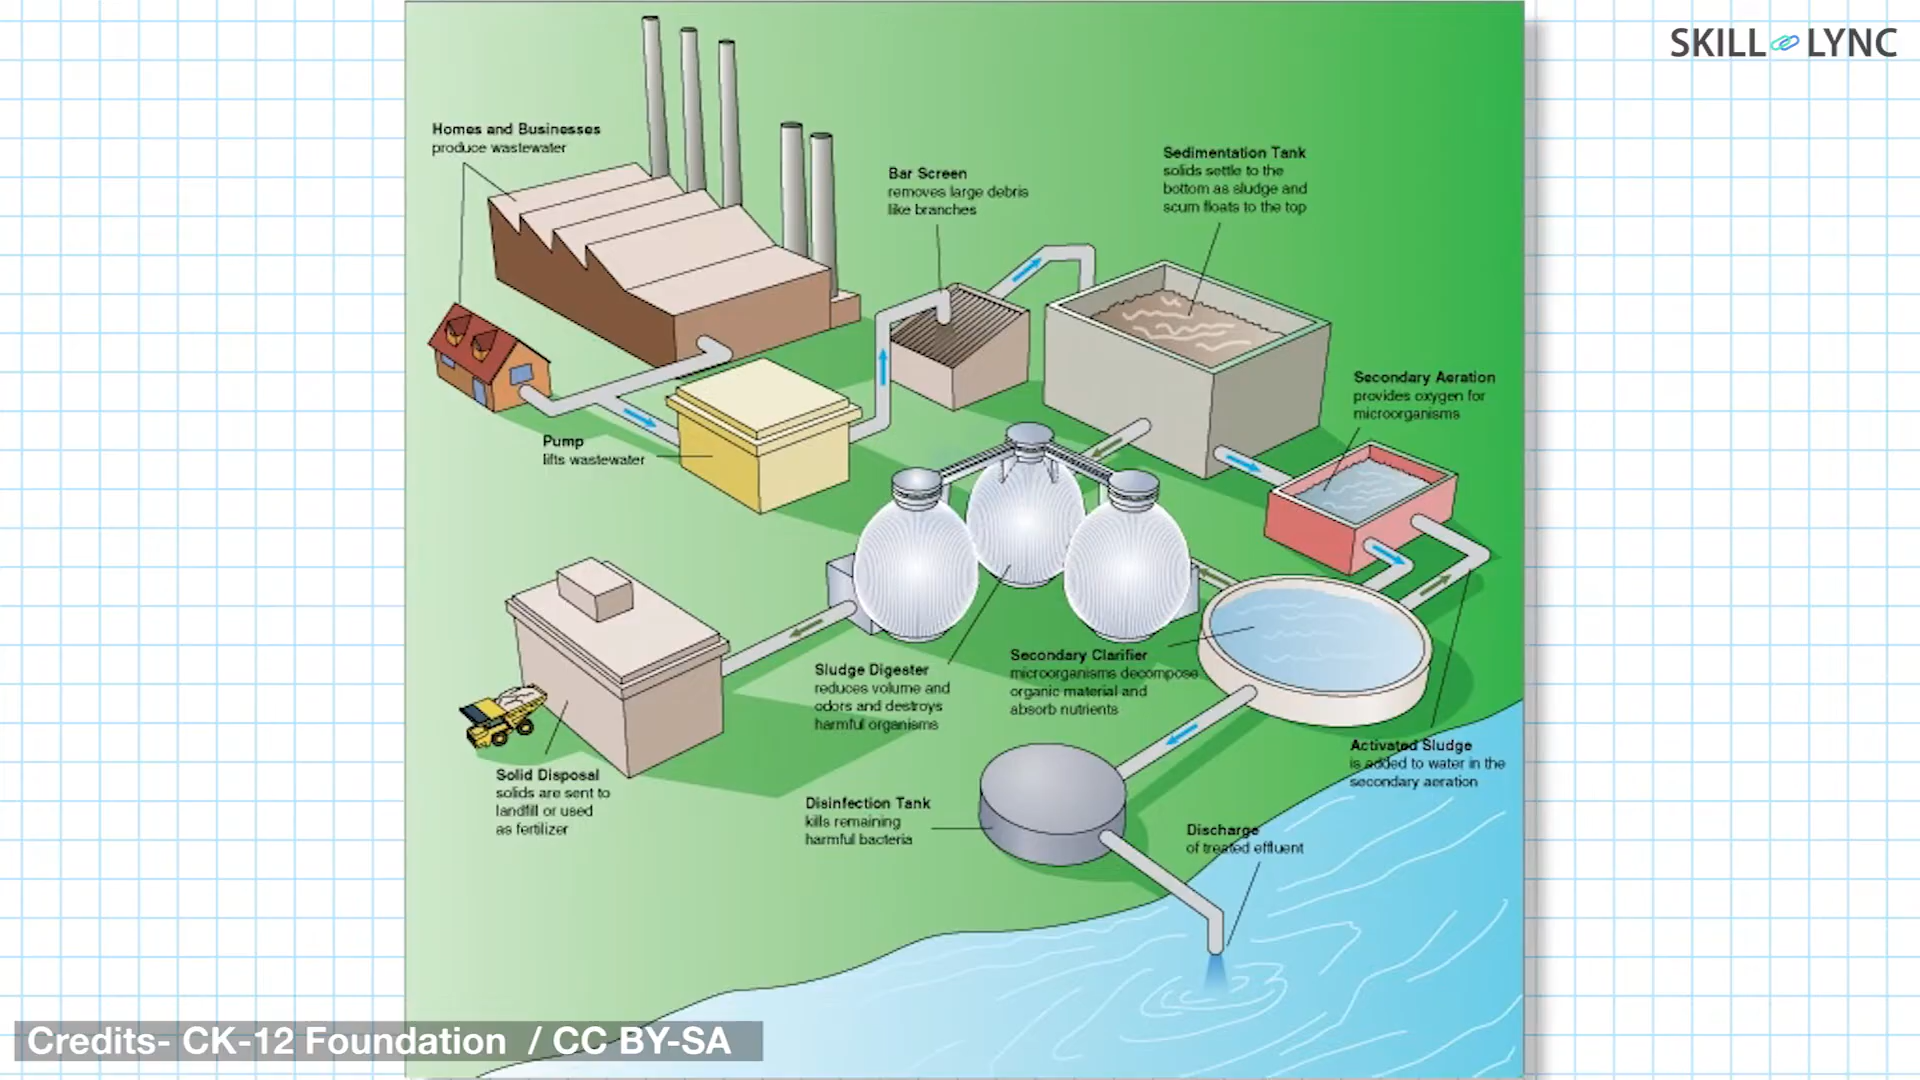 SKILL LYNC
Homes and Businesses
produce wastewater
Bar Screen
removes large debris
like branches
Sedimentation Tank
solids settle to the
bottom as sludge and
scum floats to the top
Secondary Aeration
provides oxygen for
microorganisms
Pump
lifts wastewater
Sludge Digester
reduces volume and
odors and destroys
harmful organisms
Secondary Clarifier
microorganisms decompose
organic material and
absorb nutrients
Activated Sludge
is added to water in the
secondary aeration
Solid Disposal
solids are sent to
landfill or used
as fertilizer
Disinfection Tank
kills remaining
harmful bacteria
Discharge
of treated effluent
Credits- CK-12 Foundation / CC BY-SA